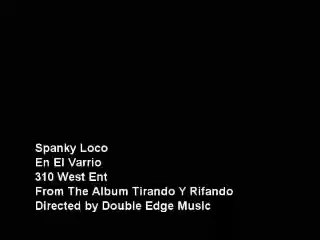 Spanky Loco
En El Varrio
310 West Ent
From The Album Tirando Y Rifando
Directed by Double Edge Music